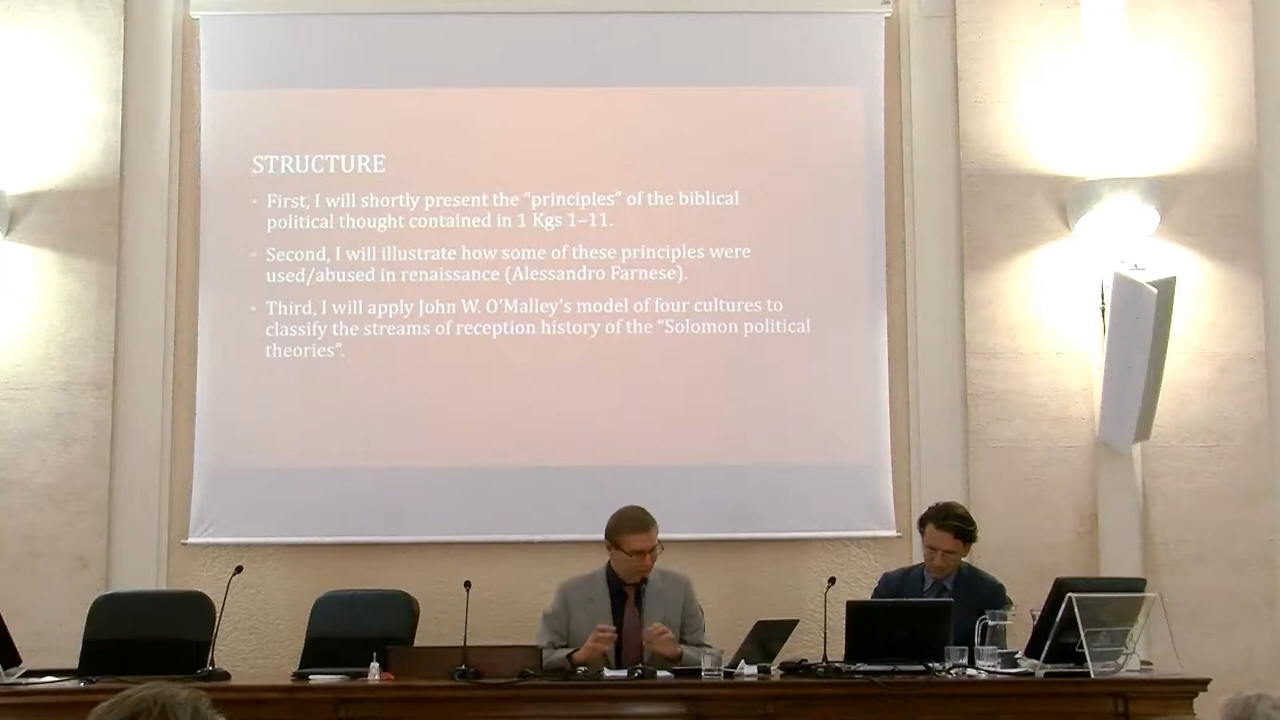 STRUCTURE
First, I will shortly present the “principles” of the biblical
political thought contained in 1 Kgs 1–11.
Second, I will illustrate how some of these principles were
used/abused in renaissance (Alessandro Farnese).
Third, I will apply John W. O’Malley’s model of four cultures to
classify the streams of reception history of the “Solomon political
theories”.